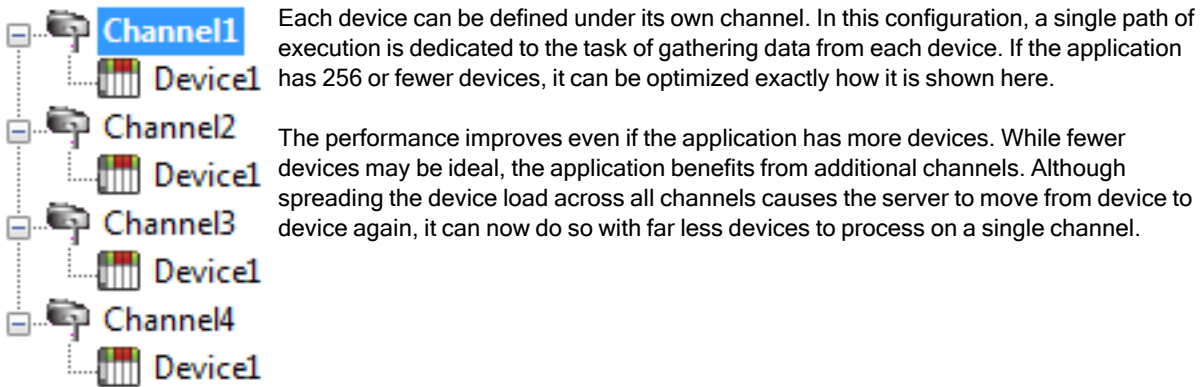 Channel1
Device1
Channel2
Device1
Channel3
Device1
Channel4
Device1
Each device can be defined under its own channel. In this configuration, a single path of
execution is dedicated to the task of gathering data from each device. If the application
has 256 or fewer devices, it can be optimized exactly how it is shown here.
The performance improves even if the application has more devices. While fewer
devices may be ideal, the application benefits from additional channels. Although
spreading the device load across all channels causes the server to move from device to
device again, it can now do so with far less devices to process on a single channel.